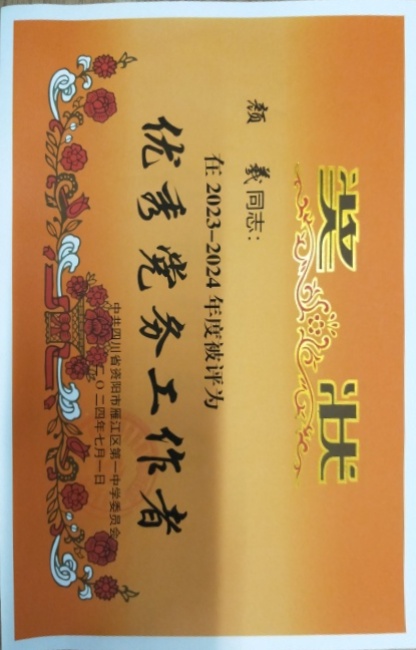 奖状
颜羲同志：
在2023-2024年度被评为
优秀党务工作者
中共四川省资阳市雁江区第一中学委员会
二〇二四年七月一日